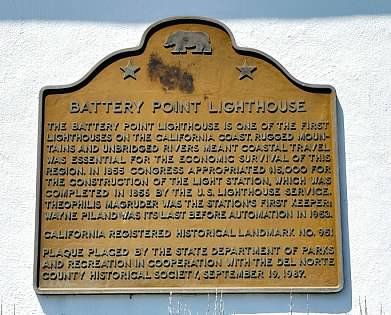 BATTERY POINT LIGHTHOUSE
THE BATTERY POINT LIGHTHOUSE IS ONE OF THE FIRST
LIGHTHOUSES ON THE CALIFORNIA COAST. RUGGED MOUN-
TAINS AND UNBRIDGED RIVERS MEANT COASTAL TRAVEL
WAS ESSENTIAL FOR THE ECONOMIC SURVIVAL OF THIS
REGION. IN 1855 CONGRESS APPROPRIATED $15,000 FOR
THE CONSTRUCTION OF THE LIGHT STATION, WHICH WAS
COMPLETED IN 1856 BY THE U.S. LIGHTHOUSE SERVICE.
THEOPHILIS MAGRUDER WAS THE STATION'S FIRST KEEPER;
WAYNE PILAND WAS ITS LAST BEFORE AUTOMATION IN 1953.
CALIFORNIA REGISTERED HISTORICAL LANDMARK NO. 951
PLAQUE PLACED BY THE STATE DEPARTMENT OF PARKS
AND RECREATION IN COOPERATION WITH THE DEL NORTE
COUNTY HISTORICAL SOCIETY, SEPTEMBER 19, 1987.